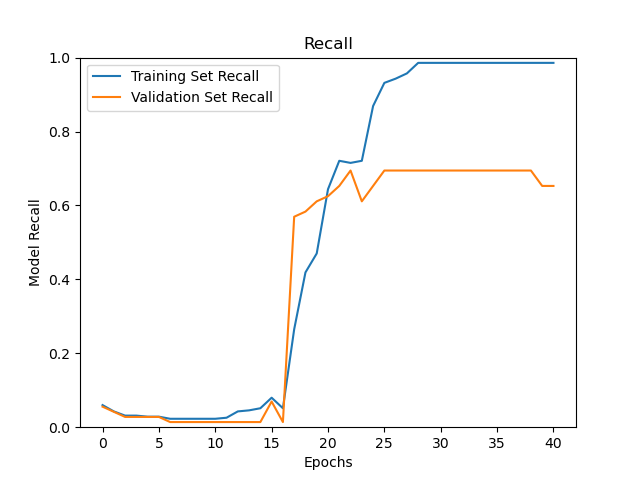 Recall
Training Set Recall
Validation Set Recall
1.0
0.8
0.6
0.4
0.2
0.0
Model Recall
0 5 10 15 20 25 30 35 40
Epochs